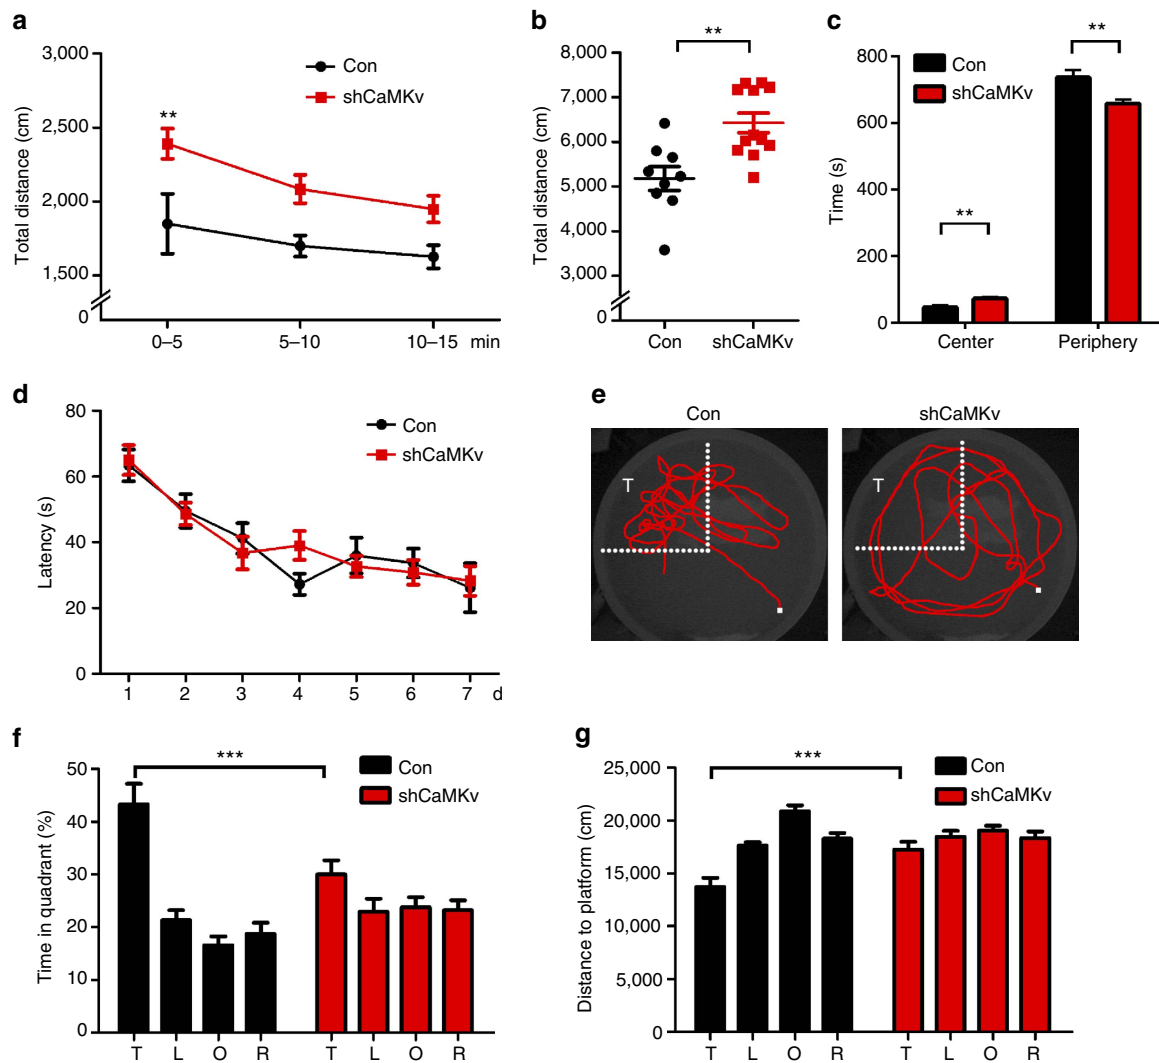 a
3,000
2,500
2,000
1,500
0
Total distance (cm)
Con
shCaMKv
**
0–5
5–10
10–15
min
b
8,000
7,000
6,000
5,000
4,000
3,000
0
Total distance (cm)
**
Con
shCaMKv
c
800
600
400
200
0
Time (s)
Con
shCaMKv
**
**
Center
Periphery
d
80
60
40
20
0
Latency (s)
Con
shCaMKv
1
2
3
4
5
6
7
d
e
Con
shCaMKv
T
T
f
50
40
30
20
10
0
Time in quadrant (%)
***
Con
shCaMKv
T
L
O
R
T
L
O
R
g
25,000
20,000
15,000
10,000
5,000
0
Distance to platform (cm)
***
Con
shCaMKv
T
L
O
R
T
L
O
R